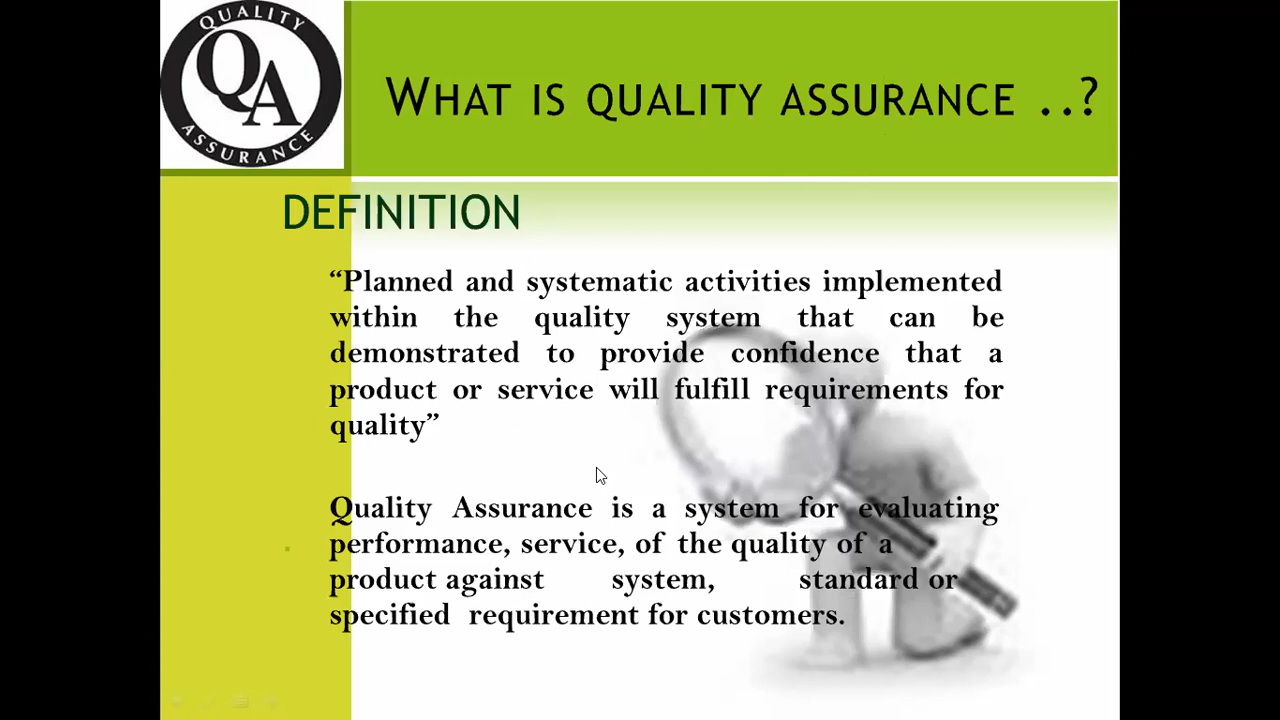 QUALITY
QA
ASSURANCE
WHAT IS QUALITY ASSURANCE ..?
DEFINITION
“Planned and systematic activities implemented
within the quality system that can be
demonstrated to provide confidence that a
product or service will fulfill requirements for
quality”
Quality Assurance is a system for evaluating
performance, service, of the quality of a
product against system, standard or
specified requirement for customers.